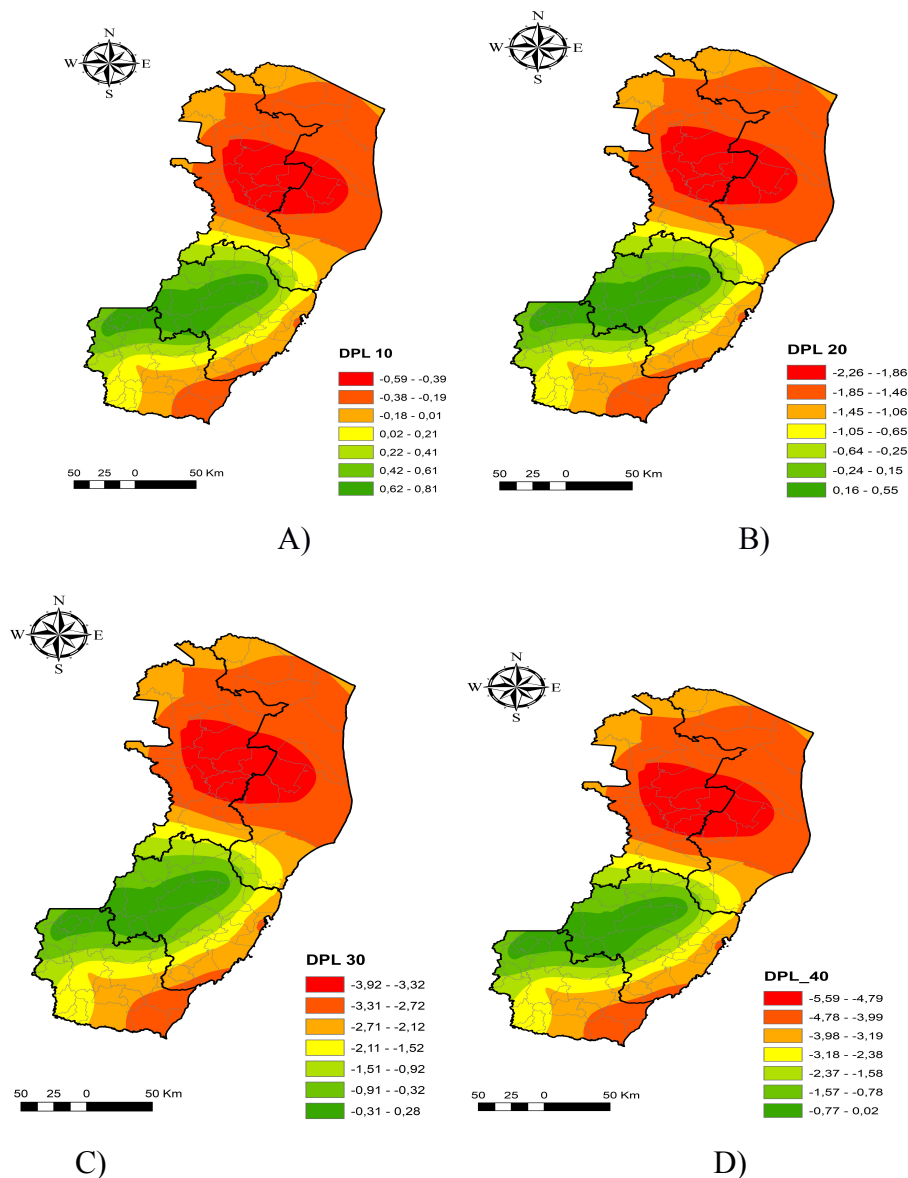 N
W E
S
DPL 10
-0,59 - -0,39
-0,38 - -0,19
-0,18 - 0,01
0,02 - 0,21
0,22 - 0,41
0,42 - 0,61
0,62 - 0,81
50 25 0 50 Km
A)
N
W E
S
DPL 20
-2,26 - -1,86
-1,85 - -1,46
-1,45 - -1,06
-1,05 - -0,65
-0,64 - -0,25
-0,24 - 0,15
0,16 - 0,55
50 25 0 50 Km
B)
N
W E
S
DPL 30
-3,92 - -3,32
-3,31 - -2,72
-2,71 - -2,12
-2,11 - -1,52
-1,51 - -0,92
-0,91 - -0,32
-0,31 - 0,28
50 25 0 50 Km
C)
N
W E
S
DPL_40
-5,59 - -4,79
-4,78 - -3,99
-3,98 - -3,19
-3,18 - -2,38
-2,37 - -1,58
-1,57 - -0,78
-0,77 - 0,02
50 25 0 50 Km
D)